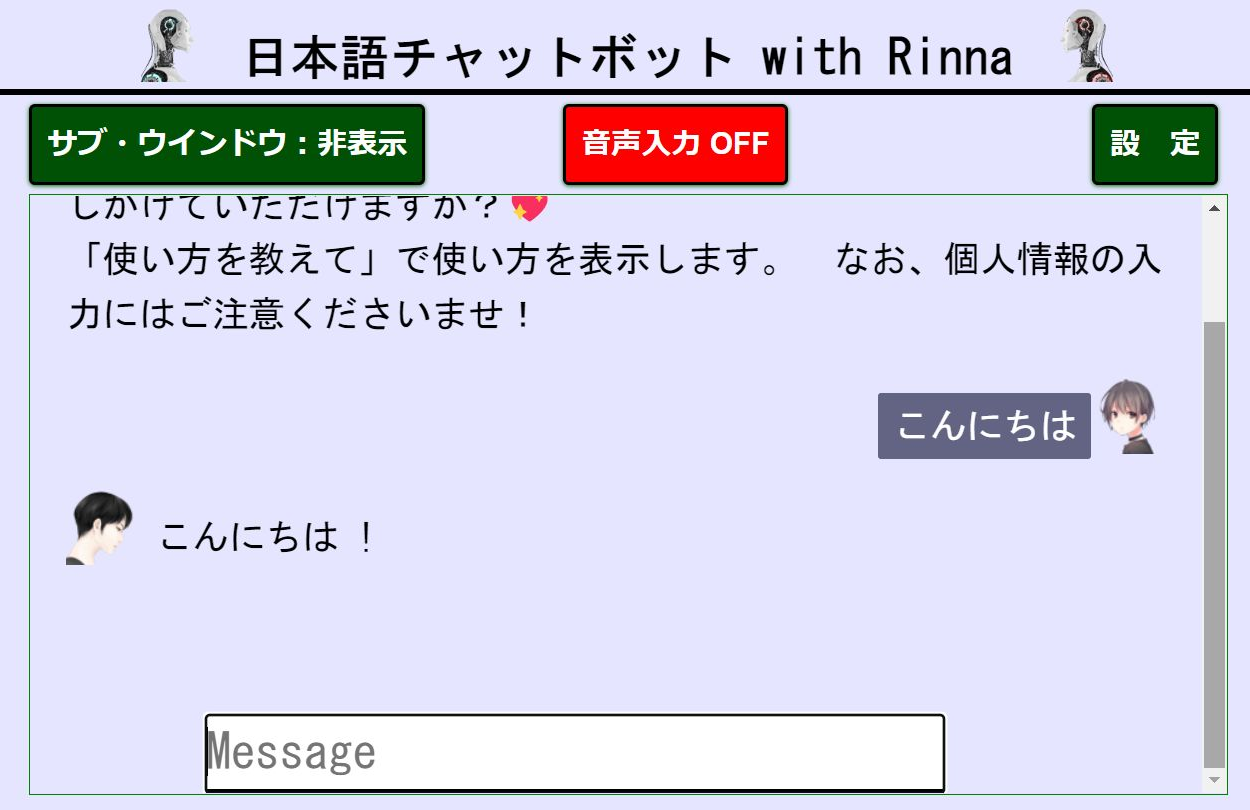 日本語チャットボット with Rinna
サブ・ウインドウ：非表示
音声入力 OFF
設　定
しかけていただけますか？💖
「使い方を教えて」で使い方を表示します。　なお、個人情報の入
力にはご注意くださいませ！
こんにちは
こんにちは ！
Message